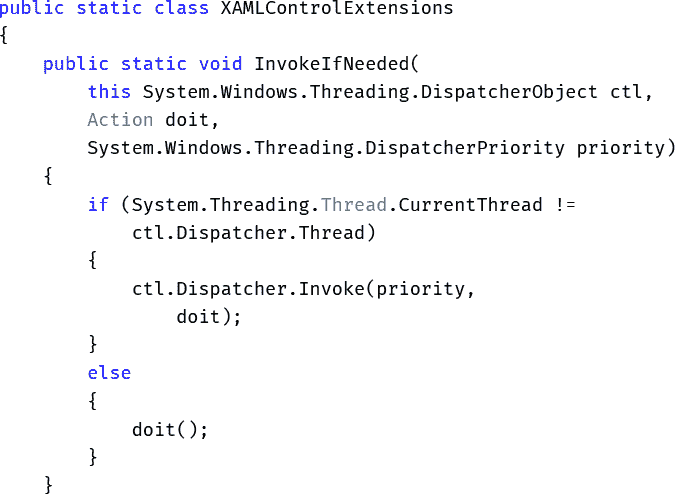 public static class XAMLControlExtensions
{
    public static void InvokeIfNeeded(
        this System.Windows.Threading.DispatcherObject ctl,
        Action doit,
        System.Windows.Threading.DispatcherPriority priority)
    {
        if (System.Threading.Thread.CurrentThread !=
            ctl.Dispatcher.Thread)
        {
            ctl.Dispatcher.Invoke(priority,
                doit);
        }
        else
        {
            doit();
        }
    }